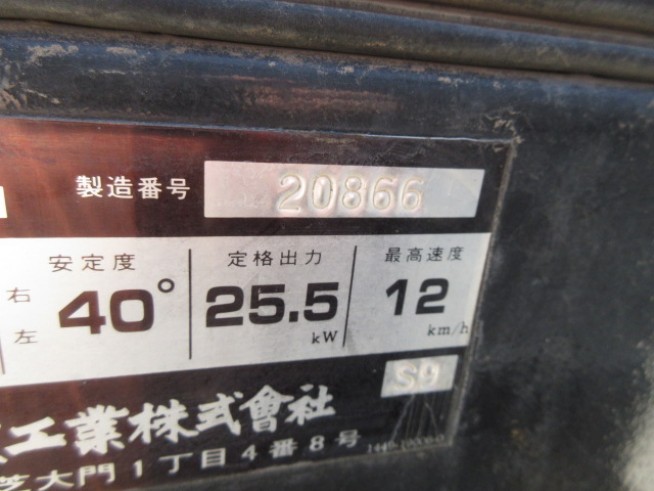 製造番号 20866
安定度 定格出力 最高速度
右 左 40° 25.5 kW 12 km/h
S9
工業株式會社
芝大門1丁目4番8号